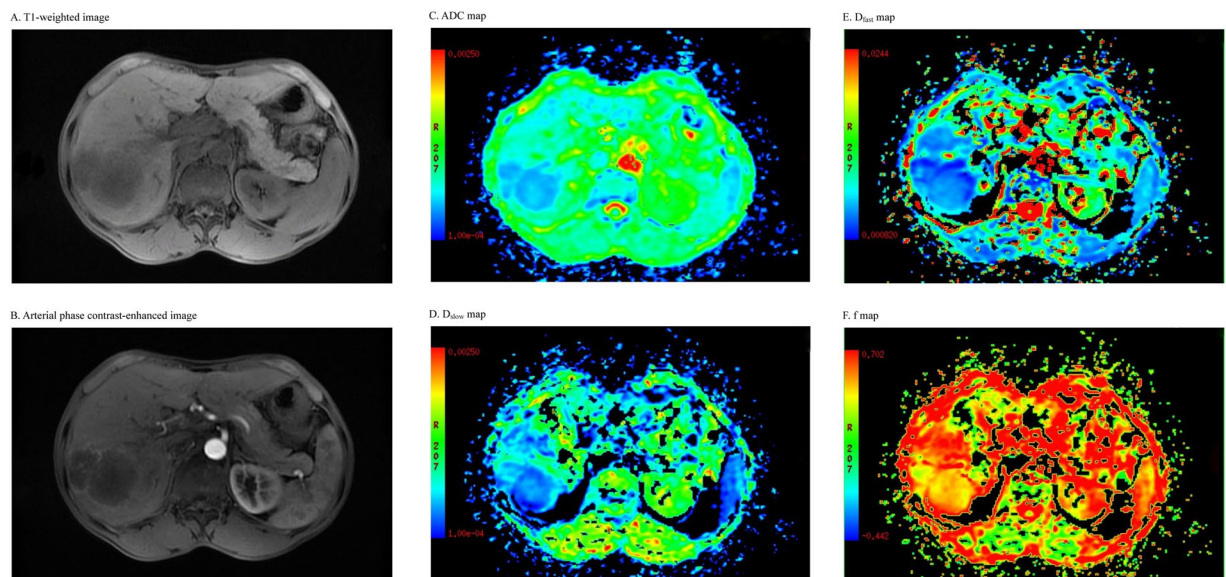 A. T1-weighted image
C. ADC map
E. Dfast map
0.00250
R
207
1.00e-04
0.0244
R
207
0.000820
B. Arterial phase contrast-enhanced image
D. Dslow map
F. f map
0.00250
R
207
1.00e-04
0.702
R
207
-0.442